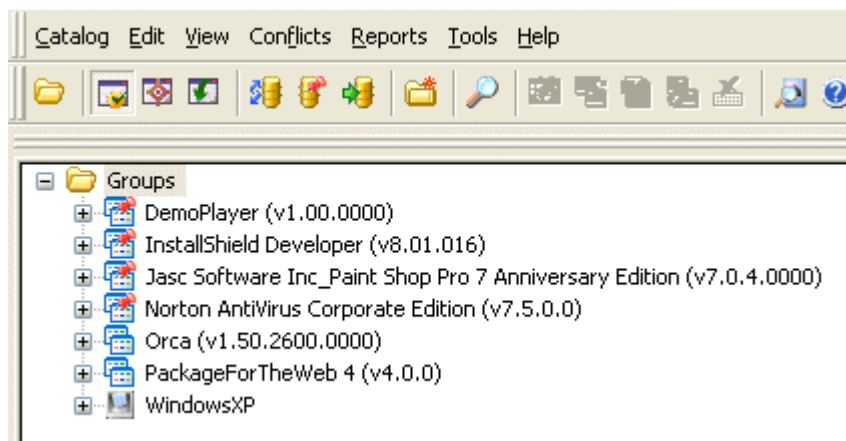 Catalog Edit View Conflicts Reports Tools Help
Groups
DemoPlayer (v1.00.0000)
InstallShield Developer (v8.01.016)
Jasc Software Inc_Paint Shop Pro 7 Anniversary Edition (v7.0.4.0000)
Norton AntiVirus Corporate Edition (v7.5.0.0)
Orca (v1.50.2600.0000)
PackageForTheWeb 4 (v4.0.0)
WindowsXP